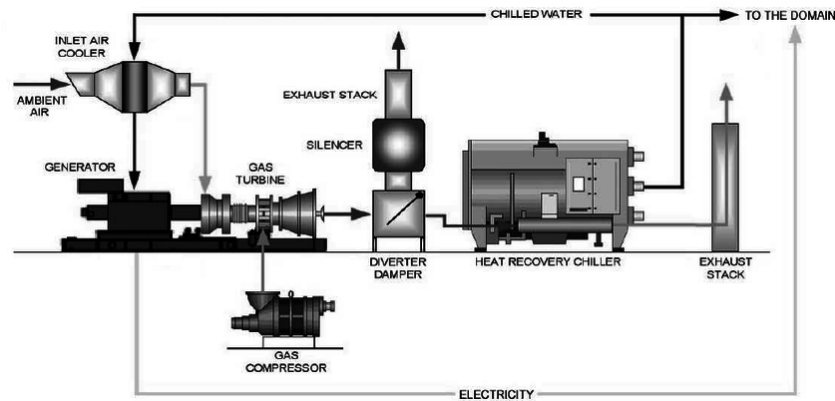 CHILLED WATER
TO THE DOMAIN
INLET AIR
COOLER
AMBIENT
AIR
EXHAUST STACK
SILENCER
GENERATOR
GAS
TURBINE
DIVERTER
DAMPER
HEAT RECOVERY CHILLER
EXHAUST
STACK
GAS
COMPRESSOR
ELECTRICITY